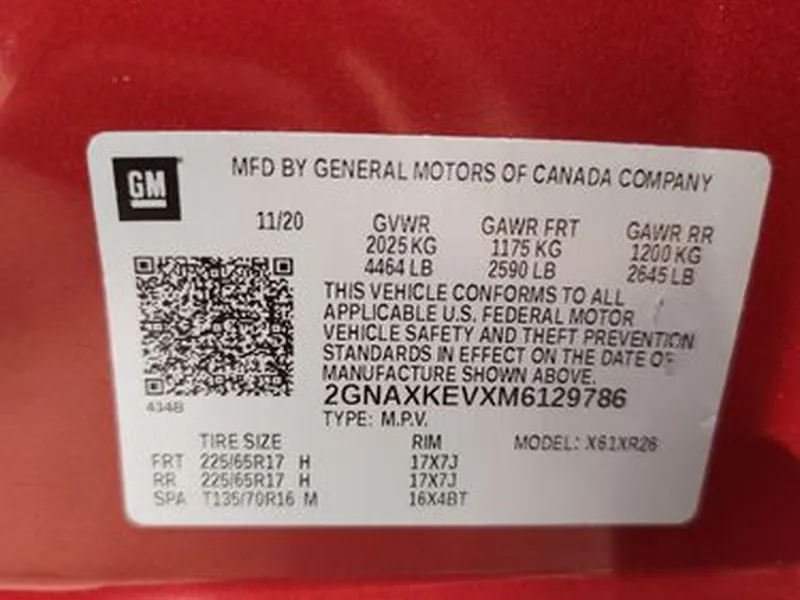 GM
MFD BY GENERAL MOTORS OF CANADA COMPANY
11/20 GVWR GAWR FRT GAWR RR
2025 KG 1175 KG 1200 KG
4464 LB 2590 LB 2645 LB
THIS VEHICLE CONFORMS TO ALL
APPLICABLE U.S. FEDERAL MOTOR
VEHICLE SAFETY AND THEFT PREVENTION
STANDARDS IN EFFECT ON THE DATE OF
MANUFACTURE SHOWN ABOVE.
434B
2GNAXKEVXM6129786
TYPE: M.P.V.
TIRE SIZE RIM MODEL: X61XR26
FRT 225/65R17 H 17X7J
RR 225/65R17 H 17X7J
SPA T135/70R16 M 16X4BT